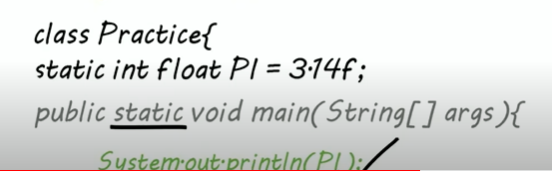 class Practice{
static int float PI = 3.14f;
public static void main(String[] args){
System.out.println(PI);